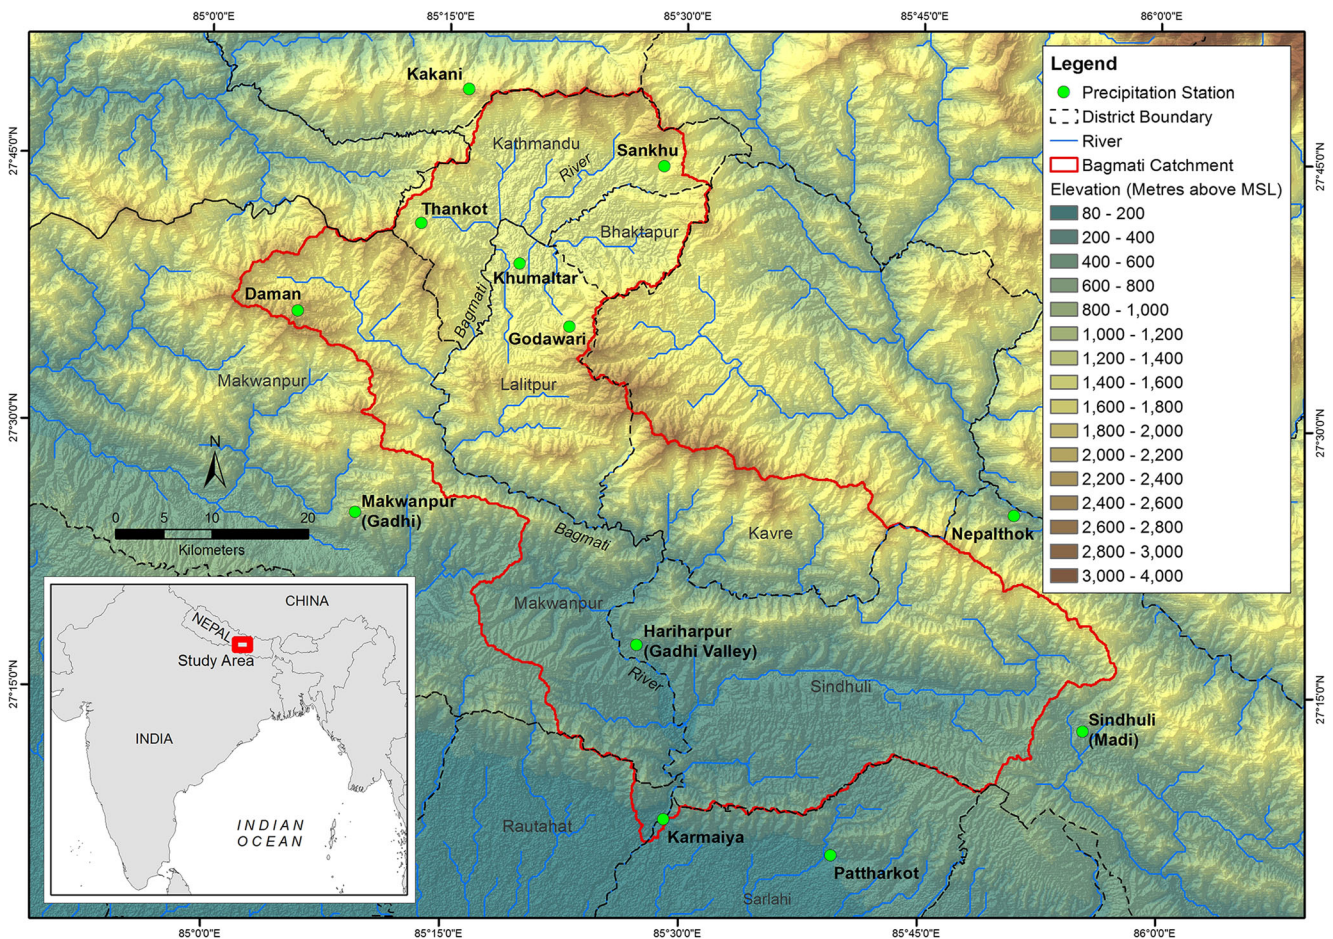 85°0'0"E
85°15'0"E
85°30'0"E
85°45'0"E
86°0'0"E
27°45'0"N
27°30'0"N
27°15'0"N
27°45'0"N
27°30'0"N
27°15'0"N
Kakani
Kathmandu
River
Sankhu
Thankot
Bhaktapur
Khumaltar
Daman
Bagmati
Godawari
Makwanpur
Lalitpur
N
Makwanpur
(Gadhi)
0 5 10 20
Kilometers
Bagmati
Kavre
Nepalthok
Makwanpur
Hariharpur
(Gadhi Valley)
River
Sindhuli
Sindhuli
(Madi)
Rautahat
Karmaiya
Pattharkot
Sarlahi
Legend
Precipitation Station
District Boundary
River
Bagmati Catchment
Elevation (Metres above MSL)
80 - 200
200 - 400
400 - 600
600 - 800
800 - 1,000
1,000 - 1,200
1,200 - 1,400
1,400 - 1,600
1,600 - 1,800
1,800 - 2,000
2,000 - 2,200
2,200 - 2,400
2,400 - 2,600
2,600 - 2,800
2,800 - 3,000
3,000 - 4,000
CHINA
NEPAL
Study Area
INDIA
INDIAN
OCEAN
85°0'0"E
85°15'0"E
85°30'0"E
85°45'0"E
86°0'0"E